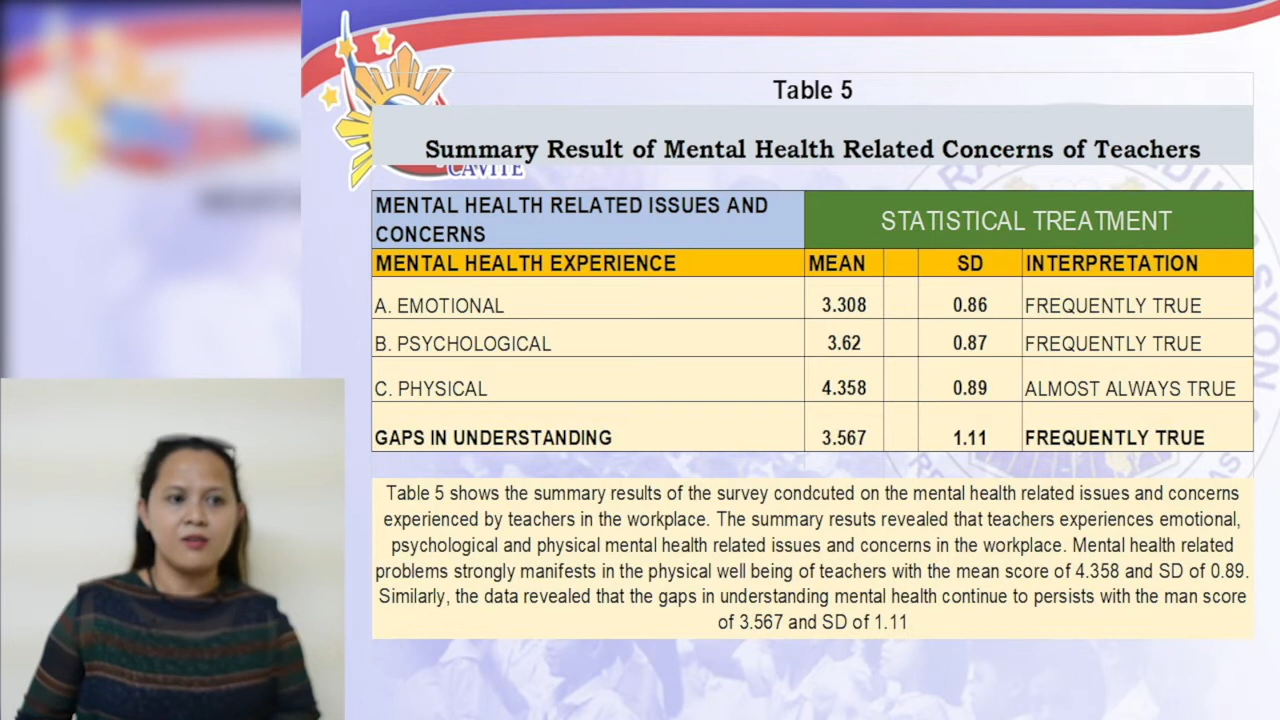 Table 5
Summary Result of Mental Health Related Concerns of Teachers
CAVITE
MENTAL HEALTH RELATED ISSUES AND
CONCERNS
STATISTICAL TREATMENT
MENTAL HEALTH EXPERIENCE MEAN SD INTERPRETATION
A. EMOTIONAL 3.308 0.86 FREQUENTLY TRUE
B. PSYCHOLOGICAL 3.62 0.87 FREQUENTLY TRUE
C. PHYSICAL 4.358 0.89 ALMOST ALWAYS TRUE
GAPS IN UNDERSTANDING 3.567 1.11 FREQUENTLY TRUE
Table 5 shows the summary results of the survey condcuted on the mental health related issues and concerns
experienced by teachers in the workplace. The summary resuts revealed that teachers experiences emotional,
psychological and physical mental health related issues and concerns in the workplace. Mental health related
problems strongly manifests in the physical well being of teachers with the mean score of 4.358 and SD of 0.89.
Similarly, the data revealed that the gaps in understanding mental health continue to persists with the man score
of 3.567 and SD of 1.11